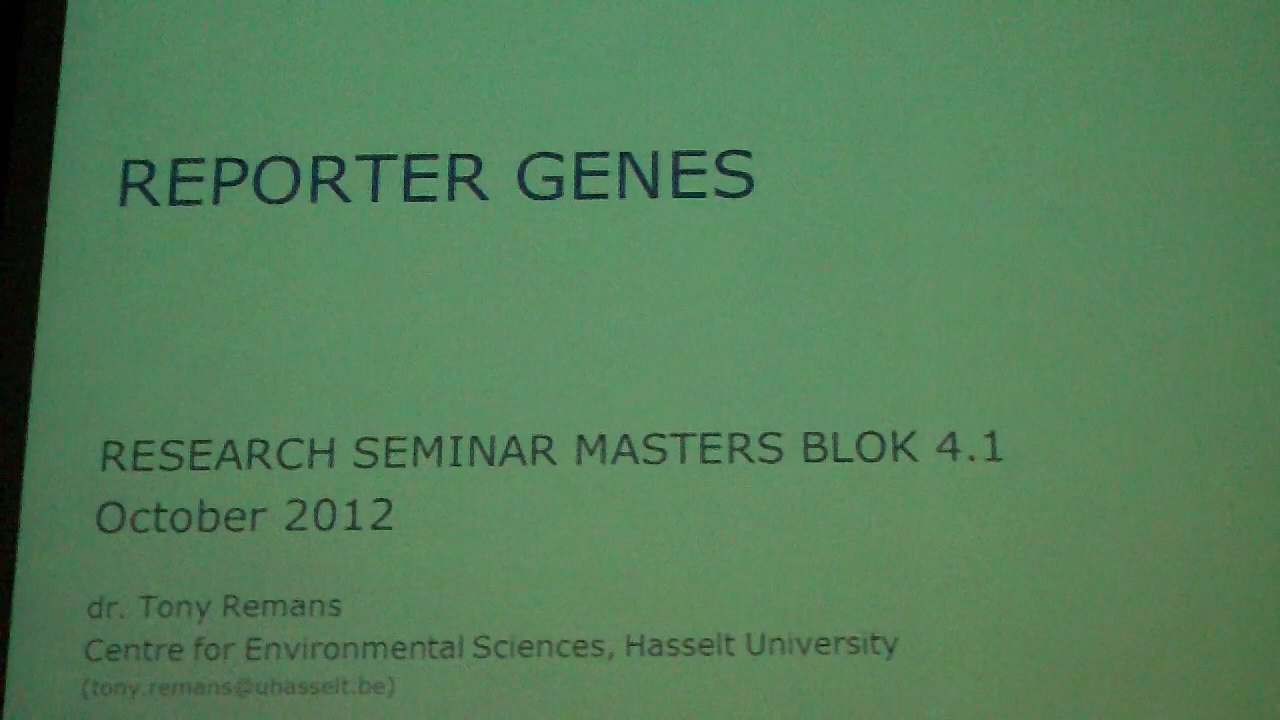 REPORTER GENES
RESEARCH SEMINAR MASTERS BLOK 4.1
October 2012
dr. Tony Remans
Centre for Environmental Sciences, Hasselt University
(tony.remans@uhasselt.be)